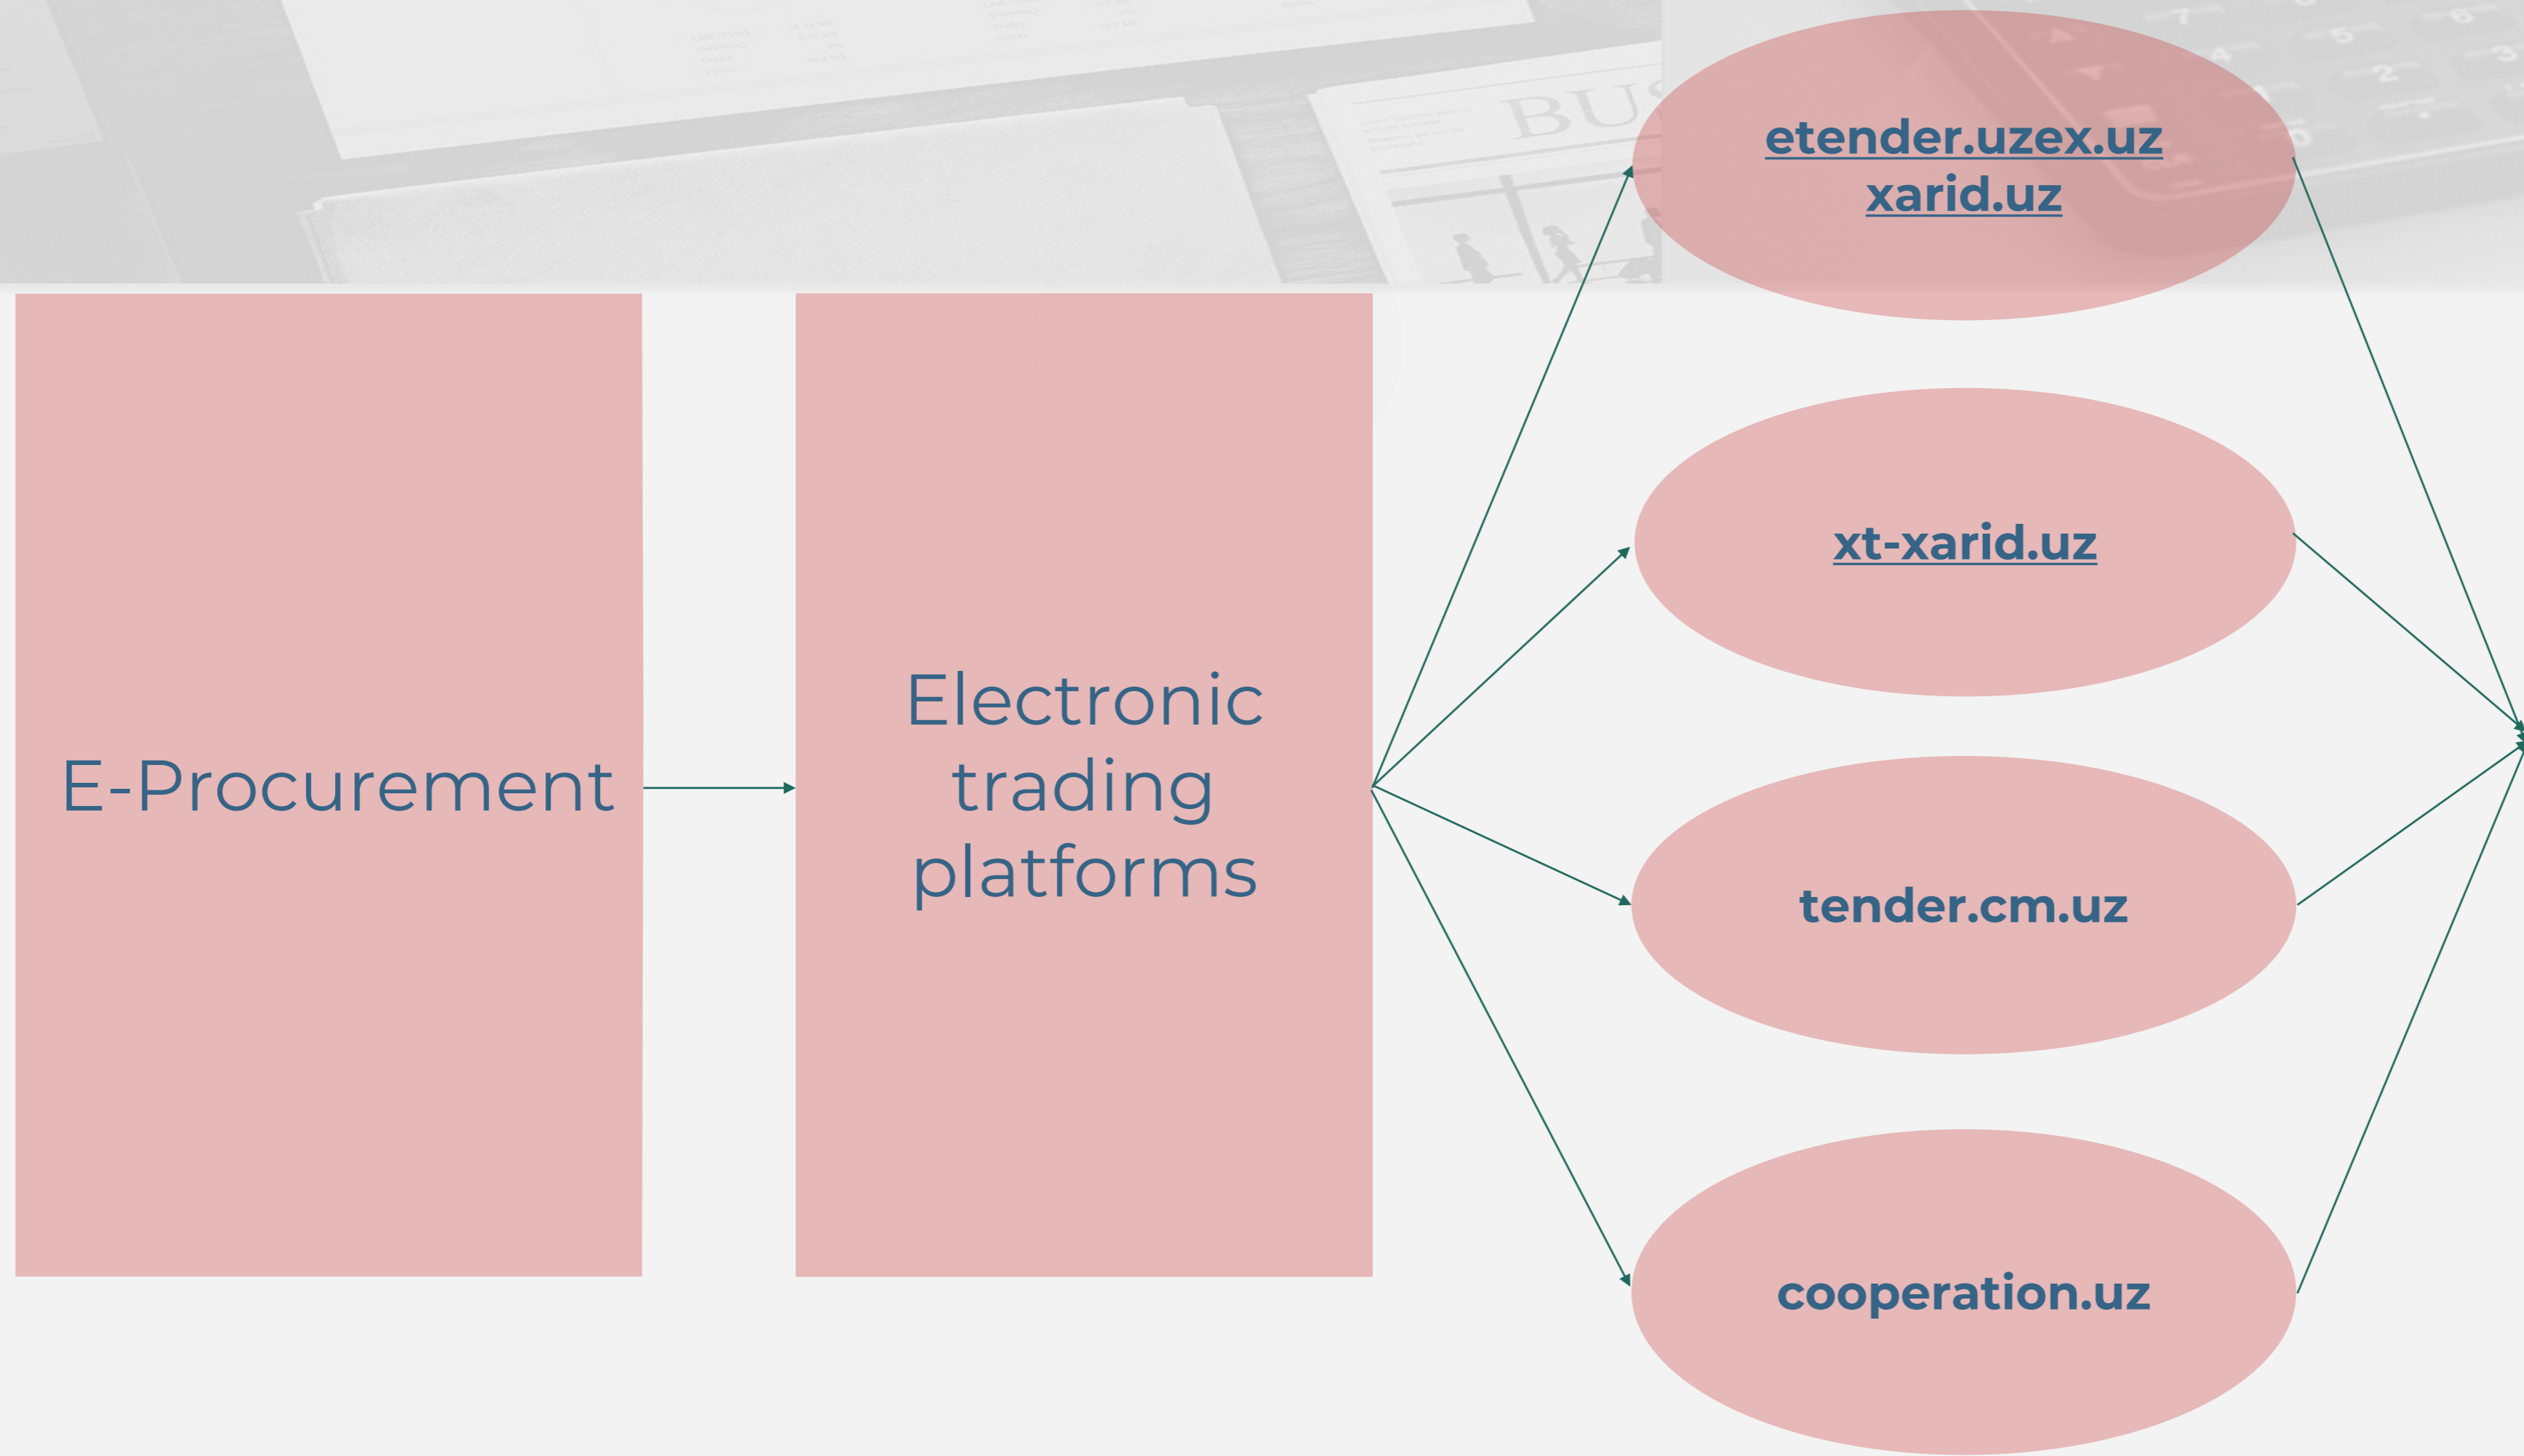 E-Procurement
Electronic
trading
platforms
etender.uzex.uz
xarid.uz
xt-xarid.uz
tender.cm.uz
cooperation.uz